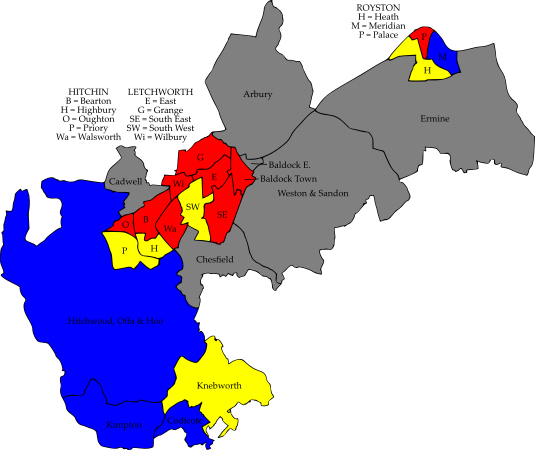 ROYSTON
H = Heath
M = Meridian
P = Palace
P
M
H
HITCHIN
B = Bearton
H = Highbury
O = Oughton
P = Priory
Wa = Walsworth
LETCHWORTH
E = East
G = Grange
SE = South East
SW = South West
Wi = Wilbury
Arbury
Ermine
G
Baldock E.
Cadwell
Wi
E
Baldock Town
Weston & Sandon
SW
B
SE
O
Wa
P
H
Chesfield
Hitchwood, Offa & Hoo
Knebworth
Kimpton
Codicote